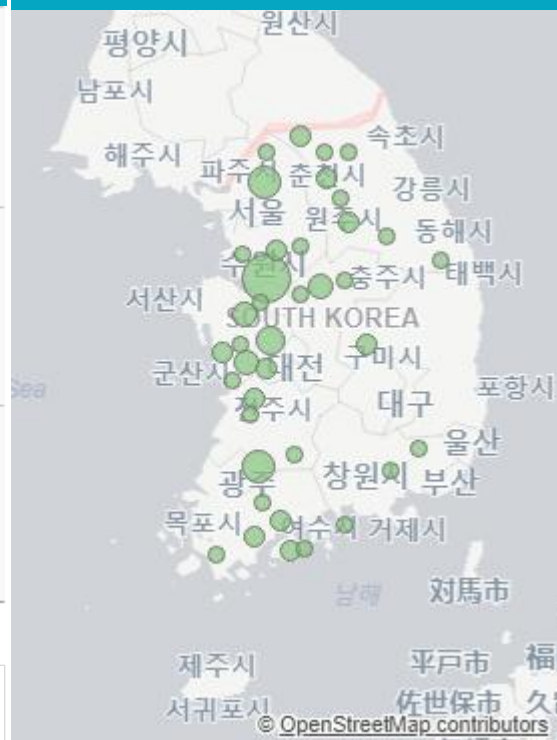 원산시
평양시
남포시
해주시
속초시
파주시
춘천시
강릉시
서울
원주시
동해시
수원시
충주시
태백시
서산시
SOUTH KOREA
군산시
대전
구미시
포항시
대구
전주시
울산
광주
창원시
부산
목포시
여수시
거제시
Sea
남해
対馬市
제주시
平戸市
福
서귀포시
佐世保市
久
© OpenStreetMap contributors